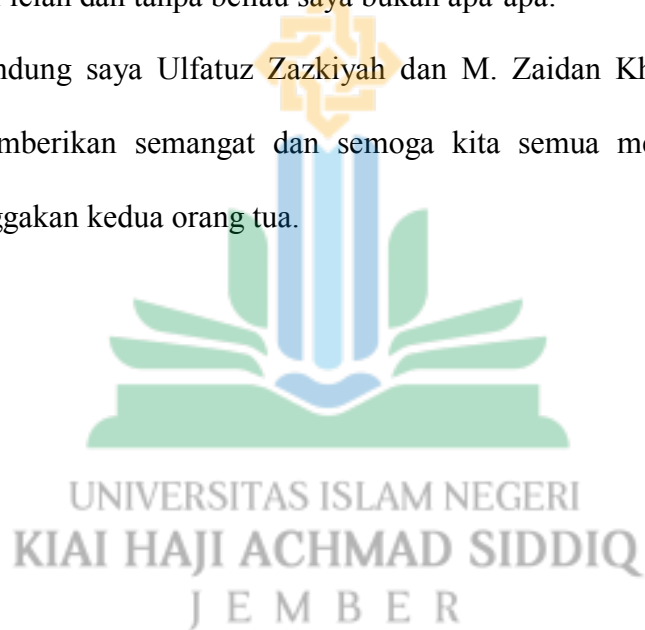 lelah dan tanpa beliau saya bukan apa-apa.
ndung saya Ulfatuz Zazkiyah dan M. Zaidan Kh
mberikan semangat dan semoga kita semua me
ggakan kedua orang tua.
UNIVERSITAS ISLAM NEGERI
KIAI HAJI ACHMAD SIDDIQ
J E M B E R